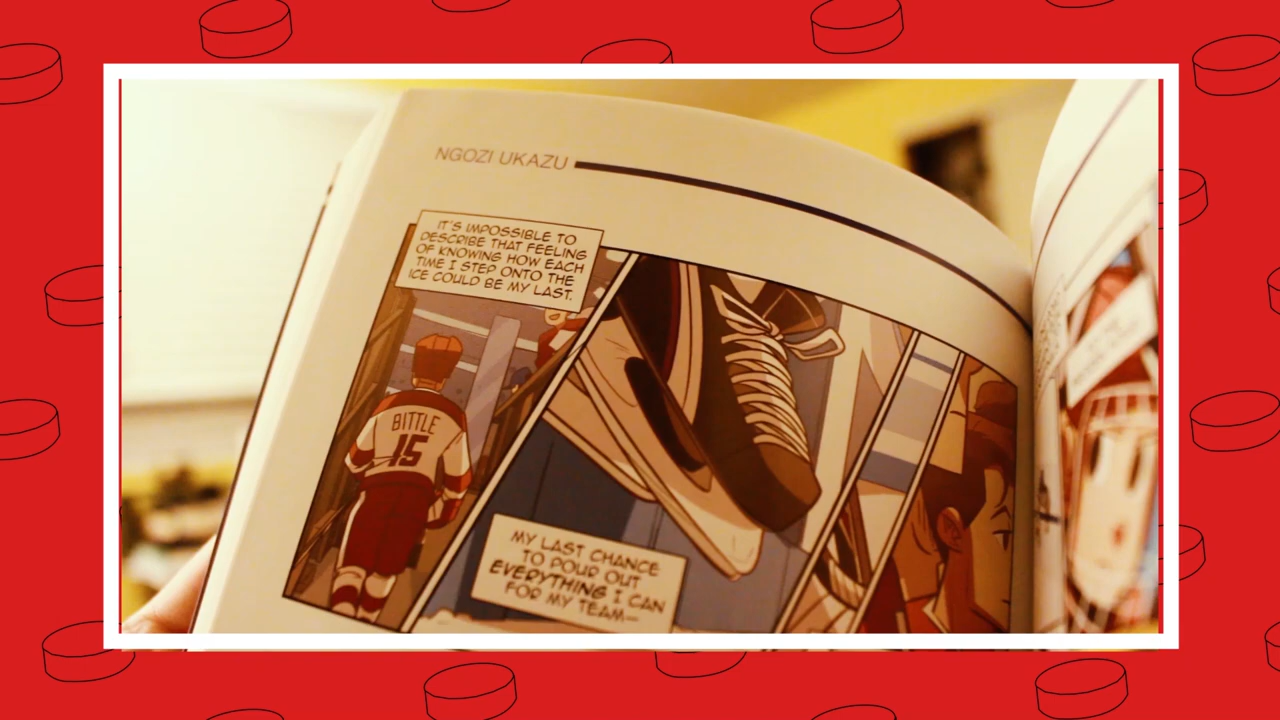 NGOZI UKAZU
IT'S IMPOSSIBLE TO
DESCRIBE THAT FEELING
OF KNOWING HOW EACH
TIME I STEP ONTO THE
ICE COULD BE MY LAST.
BITTLE
15
MY LAST CHANCE
TO POUR OUT
EVERYTHING I CAN
FOR MY TEAM—